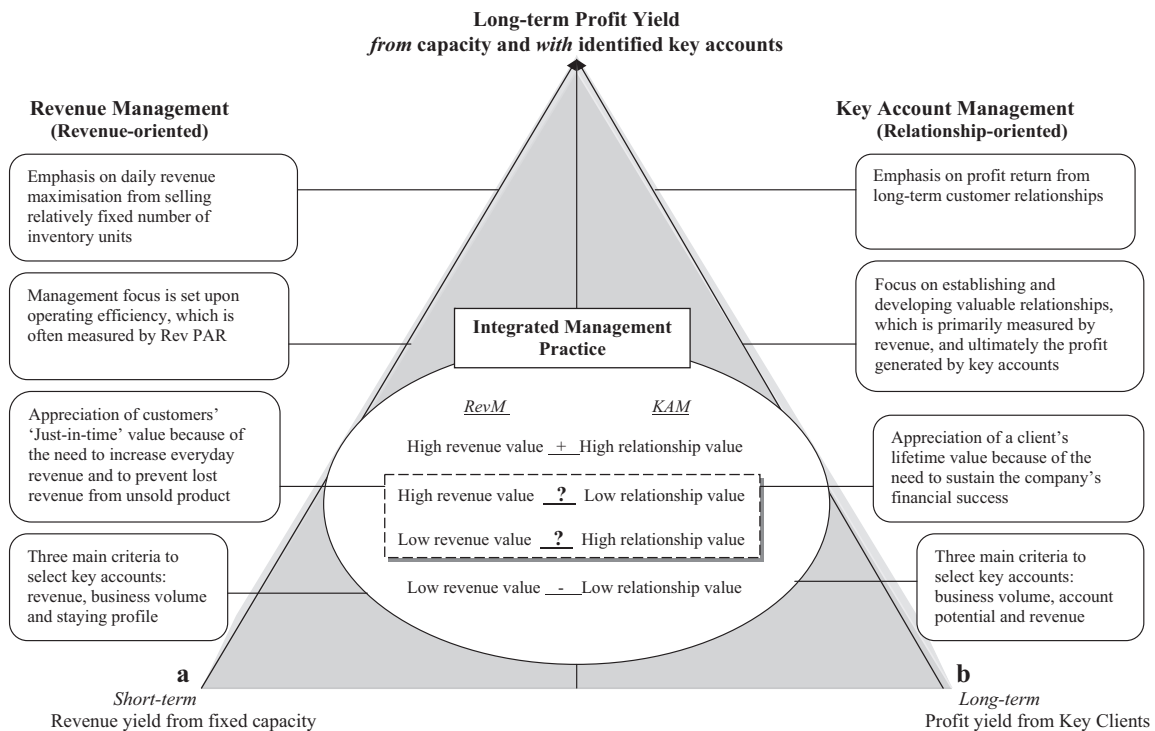 Long-term Profit Yield
from capacity and with identified key accounts
Revenue Management
(Revenue-oriented)
Emphasis on daily revenue
maximisation from selling
relatively fixed number of
inventory units
Management focus is set upon
operating efficiency, which is
often measured by Rev PAR
Appreciation of customers'
'Just-in-time' value because of
the need to increase everyday
revenue and to prevent lost
revenue from unsold product
Three main criteria to
select key accounts:
revenue, business volume
and staying profile
Key Account Management
(Relationship-oriented)
Emphasis on profit return from
long-term customer relationships
Focus on establishing and
developing valuable relationships,
which is primarily measured by
revenue, and ultimately the profit
generated by key accounts
Appreciation of a client's
lifetime value because of the
need to sustain the company's
financial success
Three main criteria to
select key accounts:
business volume, account
potential and revenue
Integrated Management
Practice
RevM KAM
High revenue value + High relationship value
High revenue value ? Low relationship value
Low revenue value ? High relationship value
Low revenue value - Low relationship value
a
Short-term
Revenue yield from fixed capacity
b
Long-term
Profit yield from Key Clients